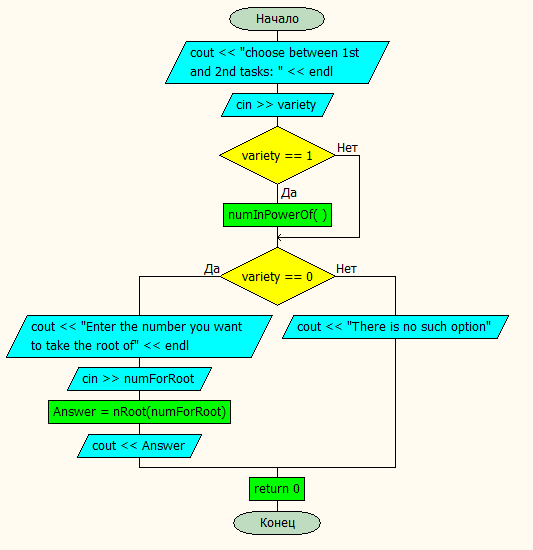 Начало
cout << "choose between 1st
and 2nd tasks: " << endl
cin >> variety
variety == 1
Нет
Да
numInPowerOf( )
Да
variety == 0
Нет
cout << "Enter the number you want
to take the root of" << endl
cout << "There is no such option"
cin >> numForRoot
Answer = nRoot(numForRoot)
cout << Answer
return 0
Конец